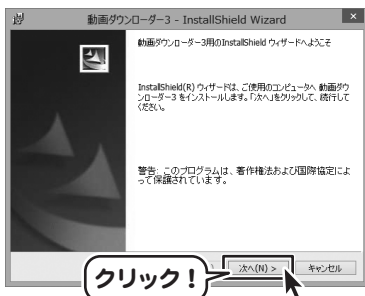 動画ダウンローダー3 - InstallShield Wizard
動画ダウンローダー3用のInstallShield ウィザードへようこそ
InstallShield(R) ウィザードは、ご使用のコンピュータへ 動画ダウ
ンローダー3 をインストールします。「次へ」をクリックして、続行して
ください。
警告: このプログラムは、著作権法および国際協定によ
って保護されています。
クリック！
次へ(N) >
キャンセル